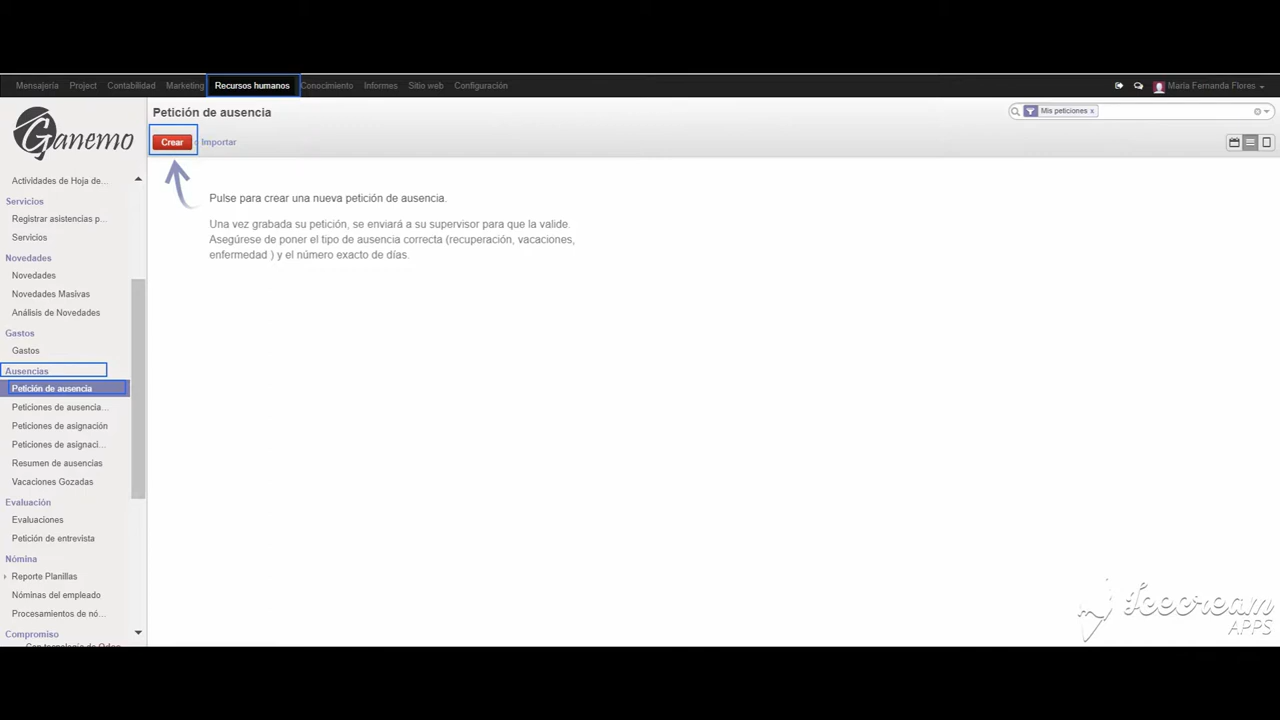 Mensajería Project Contabilidad Marketing Recursos humanos Conocimiento Informes Sitio web Configuración María Fernanda Flores
Ganemo
Petición de ausencia
Mis peticiones x
Crear o Importar
Pulse para crear una nueva petición de ausencia.
Una vez grabada su petición, se enviará a su supervisor para que la valide.
Asegúrese de poner el tipo de ausencia correcta (recuperación, vacaciones,
enfermedad ) y el número exacto de días.
Actividades de Hoja de...
Servicios
Registrar asistencias p...
Servicios
Novedades
Novedades
Novedades Masivas
Análisis de Novedades
Gastos
Gastos
Ausencias
Petición de ausencia
Peticiones de ausencia...
Peticiones de asignación
Peticiones de asignaci...
Resumen de ausencias
Vacaciones Gozadas
Evaluación
Evaluaciones
Petición de entrevista
Nómina
Reporte Planillas
Nóminas del empleado
Procesamientos de nó...
Compromiso
Con tecnología de Odoo
Icecream
APPS